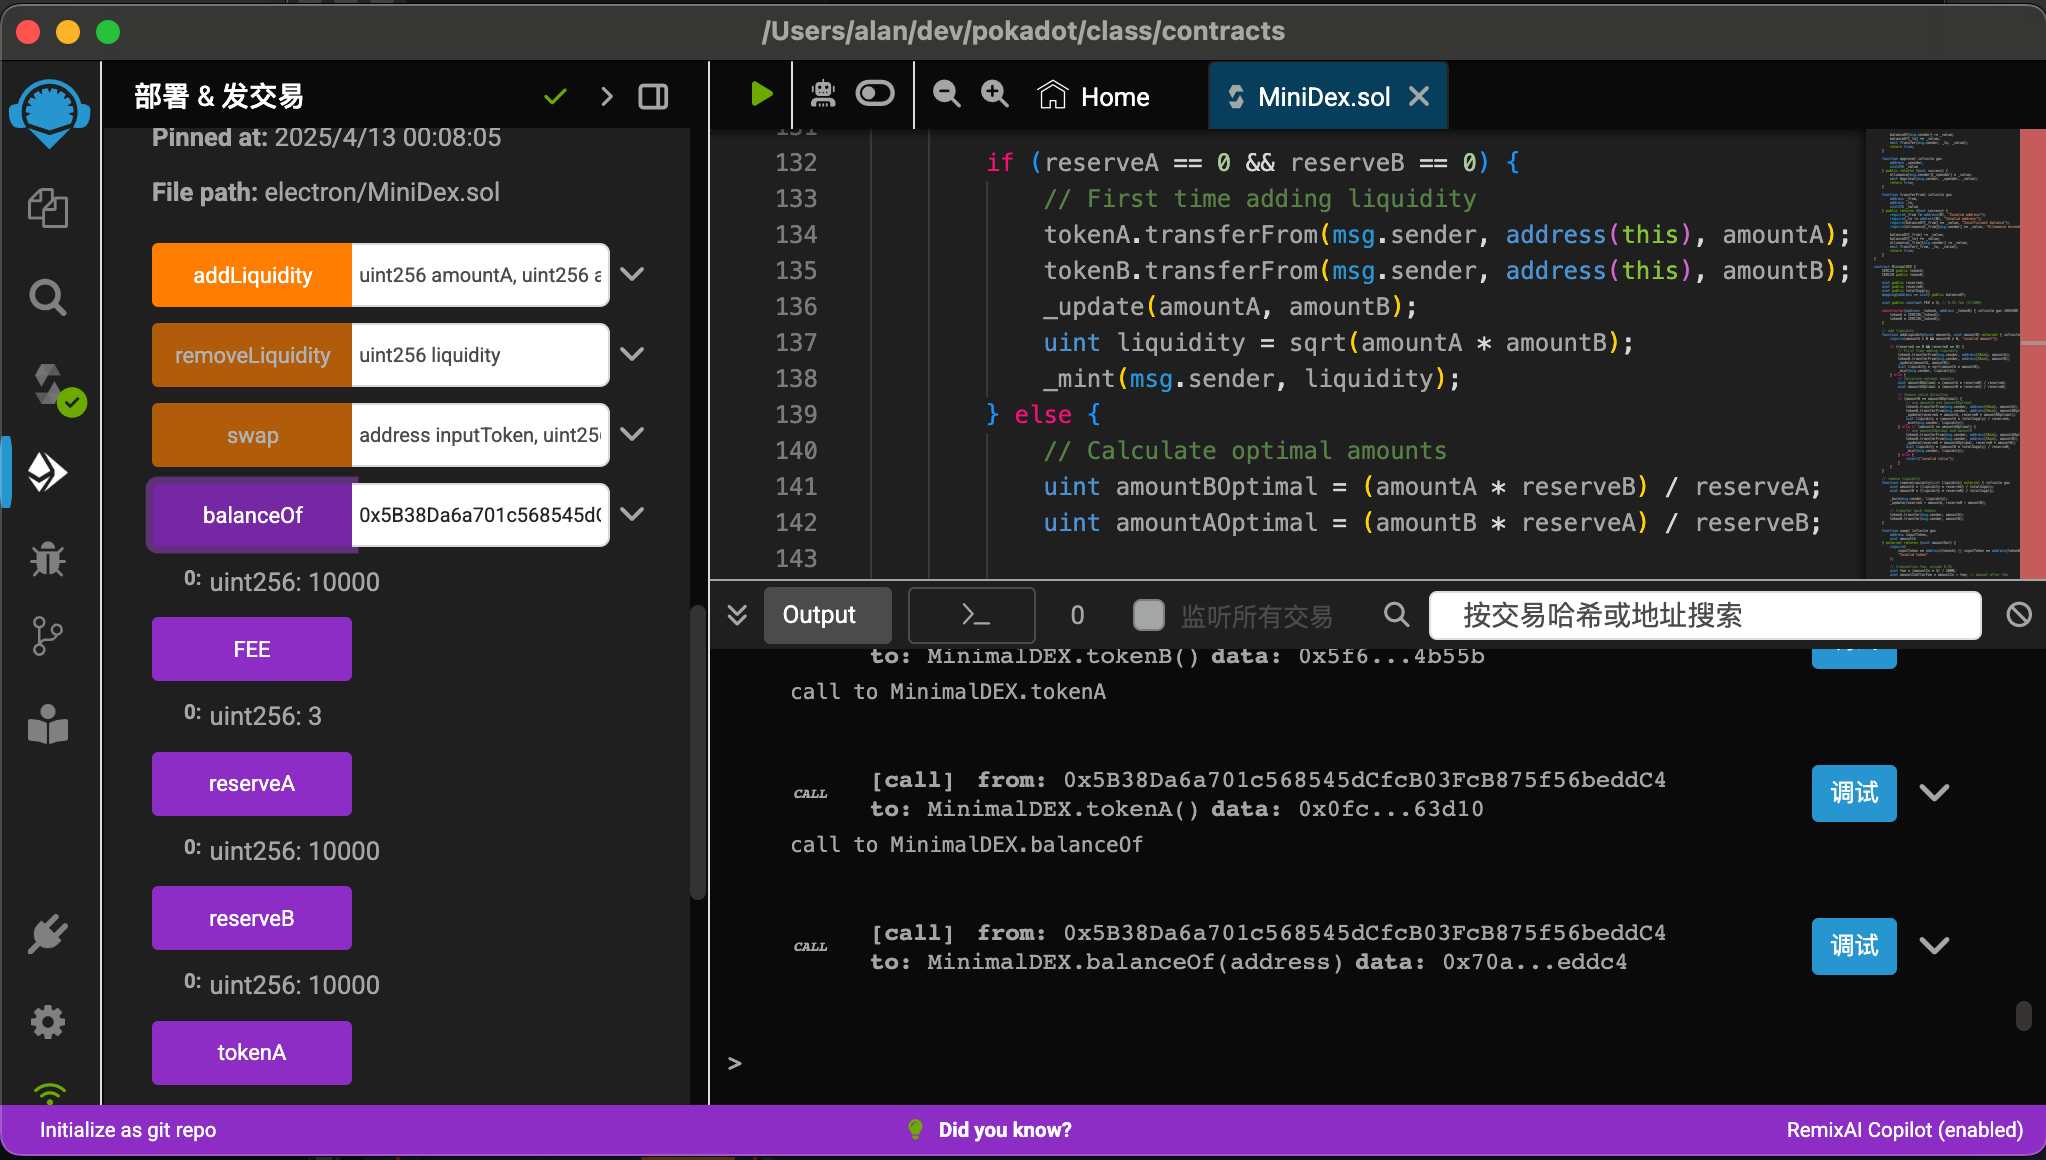 /Users/alan/dev/pokadot/class/contracts
部署 & 发交易
Pinned at: 2025/4/13 00:08:05
File path: electron/MiniDex.sol
addLiquidity
uint256 amountA, uint256 a
removeLiquidity
uint256 liquidity
swap
address inputToken, uint25
balanceOf
0x5B38Da6a701c568545d
0: uint256: 10000
FEE
0: uint256: 3
reserveA
0: uint256: 10000
reserveB
0: uint256: 10000
tokenA
Home
MiniDex.sol
131
132 if (reserveA == 0 && reserveB == 0) {
133 // First time adding liquidity
134 tokenA.transferFrom(msg.sender, address(this), amountA);
135 tokenB.transferFrom(msg.sender, address(this), amountB);
136 _update(amountA, amountB);
137 uint liquidity = sqrt(amountA * amountB);
138 _mint(msg.sender, liquidity);
139 } else {
140 // Calculate optimal amounts
141 uint amountBOptimal = (amountA * reserveB) / reserveA;
142 uint amountAOptimal = (amountB * reserveA) / reserveB;
143
Output
>_
0
监听所有交易
按交易哈希或地址搜索
to: MinimalDEX.tokenB() data: 0x5f6...4b55b
call to MinimalDEX.tokenA
CALL
[call] from: 0x5B38Da6a701c568545dCfcB03FcB875f56beddC4
to: MinimalDEX.tokenA() data: 0x0fc...63d10
调试
call to MinimalDEX.balanceOf
CALL
[call] from: 0x5B38Da6a701c568545dCfcB03FcB875f56beddC4
to: MinimalDEX.balanceOf(address) data: 0x70a...eddc4
调试
>
Initialize as git repo
Did you know?
RemixAI Copilot (enabled)